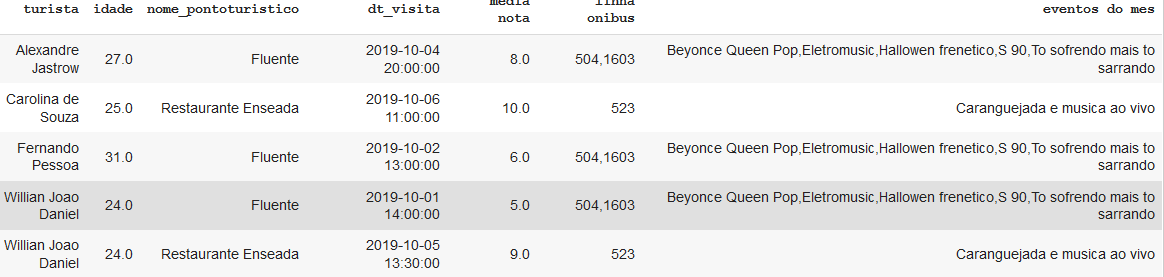 turista idade nome_pontoturistico dt_visita media nota linha onibus eventos do mes
Alexandre Jastrow 27.0 Fluente 2019-10-04 20:00:00 8.0 504,1603 Beyonce Queen Pop,Eletromusic,Hallowen frenetico,S 90,To sofrendo mais to sarrando
Carolina de Souza 25.0 Restaurante Enseada 2019-10-06 11:00:00 10.0 523 Caranguejada e musica ao vivo
Fernando Pessoa 31.0 Fluente 2019-10-02 13:00:00 6.0 504,1603 Beyonce Queen Pop,Eletromusic,Hallowen frenetico,S 90,To sofrendo mais to sarrando
Willian Joao Daniel 24.0 Fluente 2019-10-01 14:00:00 5.0 504,1603 Beyonce Queen Pop,Eletromusic,Hallowen frenetico,S 90,To sofrendo mais to sarrando
Willian Joao Daniel 24.0 Restaurante Enseada 2019-10-05 13:30:00 9.0 523 Caranguejada e musica ao vivo